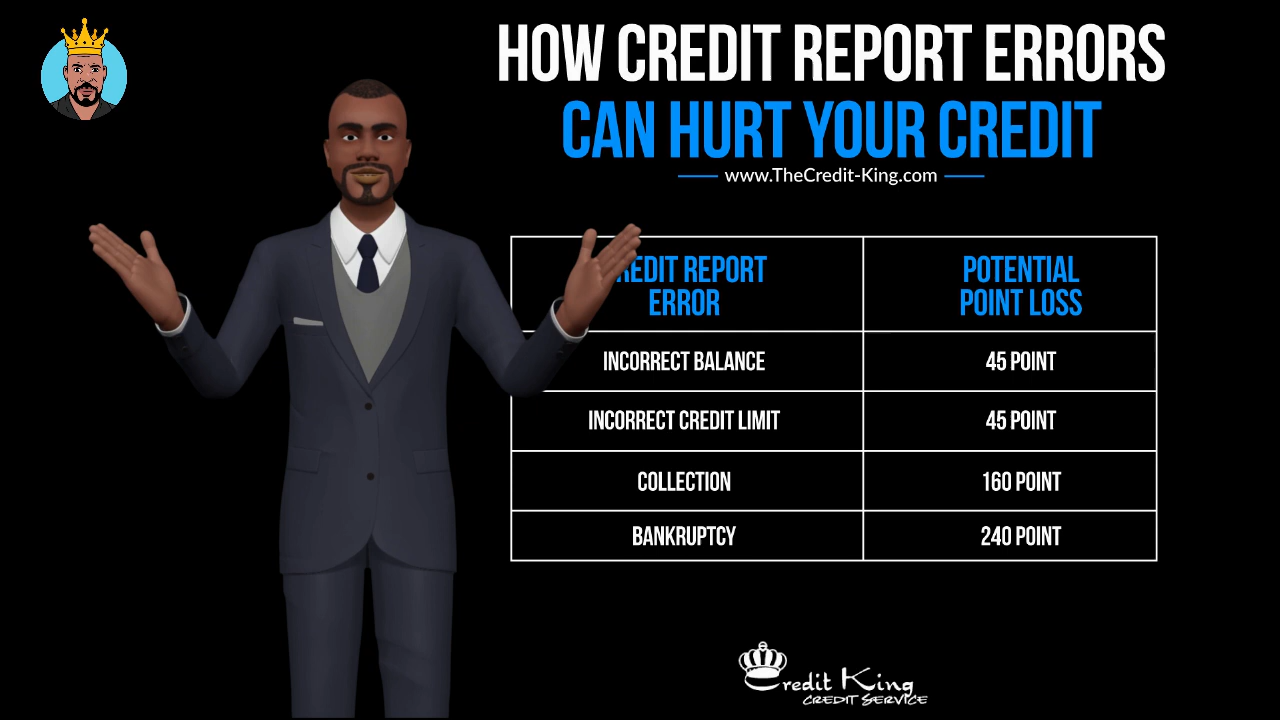 HOW CREDIT REPORT ERRORS
CAN HURT YOUR CREDIT
www.TheCredit-King.com
REDIT REPORT
ERROR
POTENTIAL
POINT LOSS
INCORRECT BALANCE
45 POINT
INCORRECT CREDIT LIMIT
45 POINT
COLLECTION
160 POINT
BANKRUPTCY
240 POINT
Credit King
CREDIT SERVICE